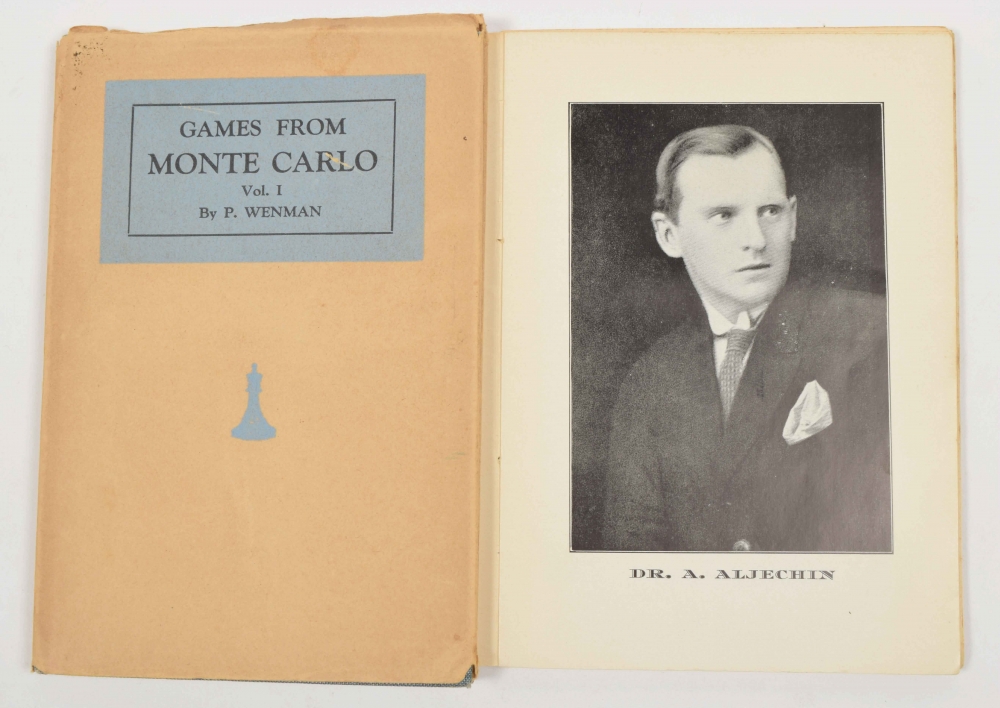 GAMES FROM
MONTE CARLO
Vol. I
By P. WENMAN
DR. A. ALJECHIN